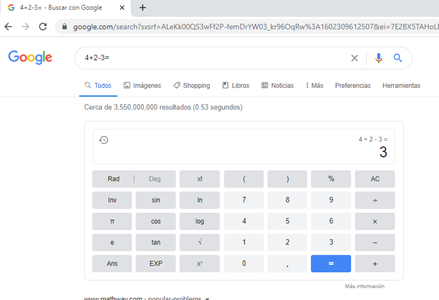 4+2-3= - Buscar con Google
google.com/search?sxsrf=ALeKk00QS3wFf2P-femDrYW03_kr96OqRw%3A1602309612507&ei=7E2BX5TAHoLl
Google
4+2-3=
Todos Imágenes Shopping Libros Noticias Más Preferencias Herramientas
Cerca de 3,550,000,000 resultados (0.53 segundos)
4 + 2 - 3 =
3
Rad | Deg x! ( ) % AC
Inv sin ln 7 8 9 ÷
π cos log 4 5 6 ×
e tan √ 1 2 3 −
Ans EXP 0 . = +
Más información
www.mathway.com › popular-problems